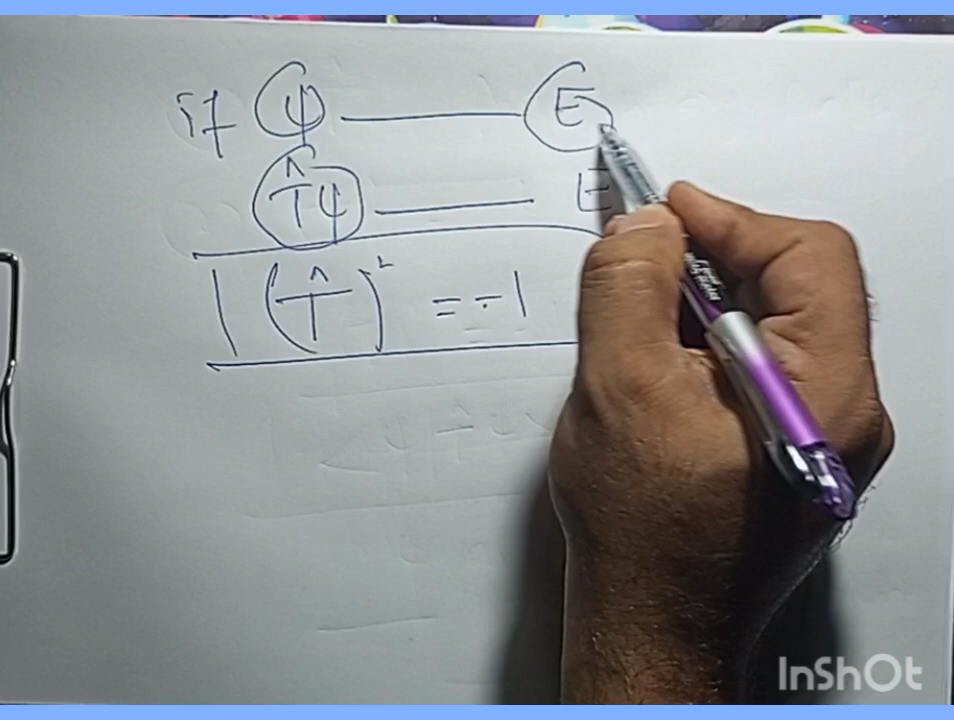 if ψ —— E
T̂ψ —— E
| (T̂)² = -1
InShOt